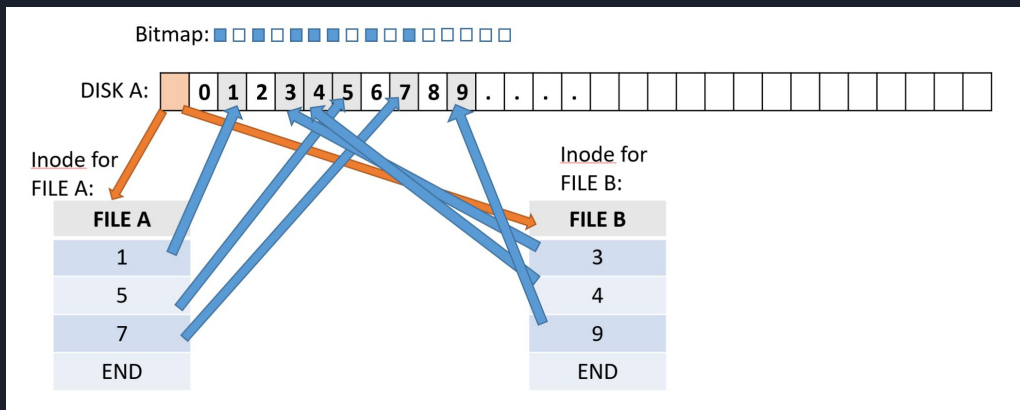 Bitmap:
DISK A: 0 1 2 3 4 5 6 7 8 9 . . . .
Inode for
FILE A:
FILE A
1
5
7
END
Inode for
FILE B:
FILE B
3
4
9
END